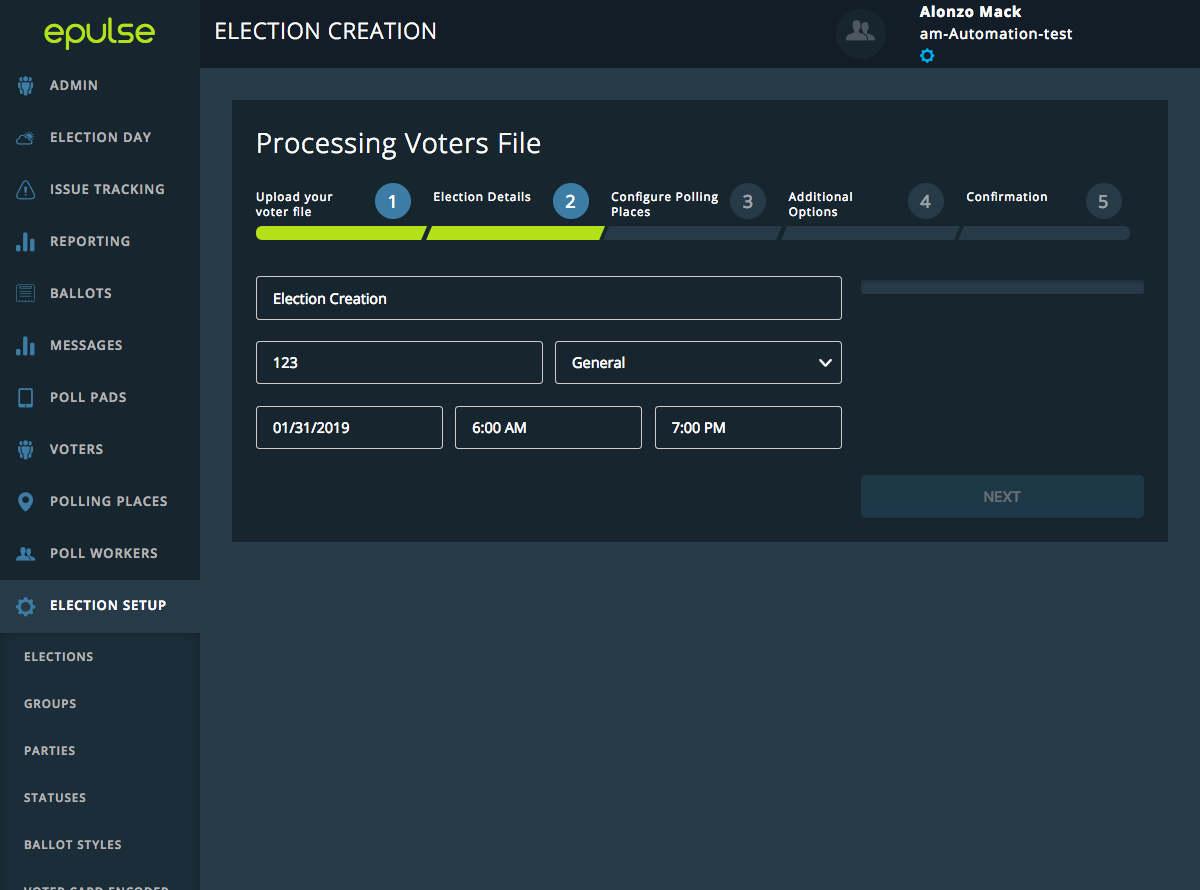 epulse
ELECTION CREATION
Alonzo Mack
am-Automation-test
ADMIN
ELECTION DAY
ISSUE TRACKING
REPORTING
BALLOTS
MESSAGES
POLL PADS
VOTERS
POLLING PLACES
POLL WORKERS
ELECTION SETUP
ELECTIONS
GROUPS
PARTIES
STATUSES
BALLOT STYLES
VOTER CARD ENCODER
Processing Voters File
Upload your
voter file
1
Election Details
2
Configure Polling
Places
3
Additional
Options
4
Confirmation
5
Election Creation
123
General
01/31/2019
6:00 AM
7:00 PM
NEXT